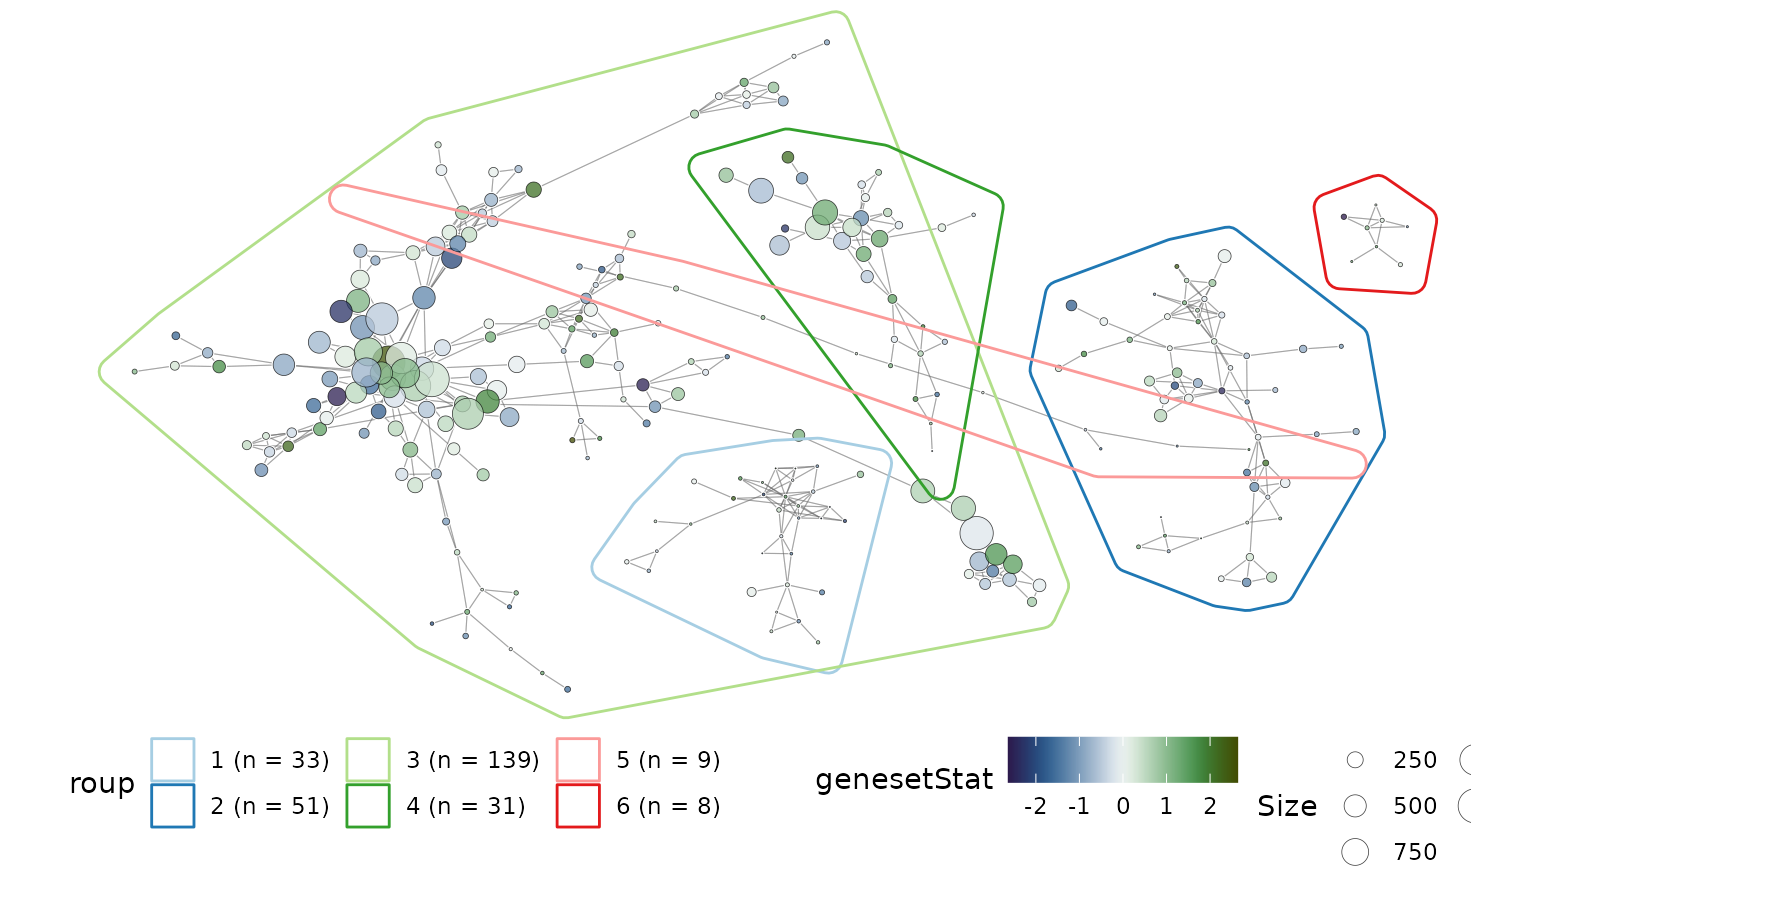 roup
1 (n = 33)
3 (n = 139)
5 (n = 9)
2 (n = 51)
4 (n = 31)
6 (n = 8)
genesetStat
-2 -1 0 1 2
Size
250
500
750